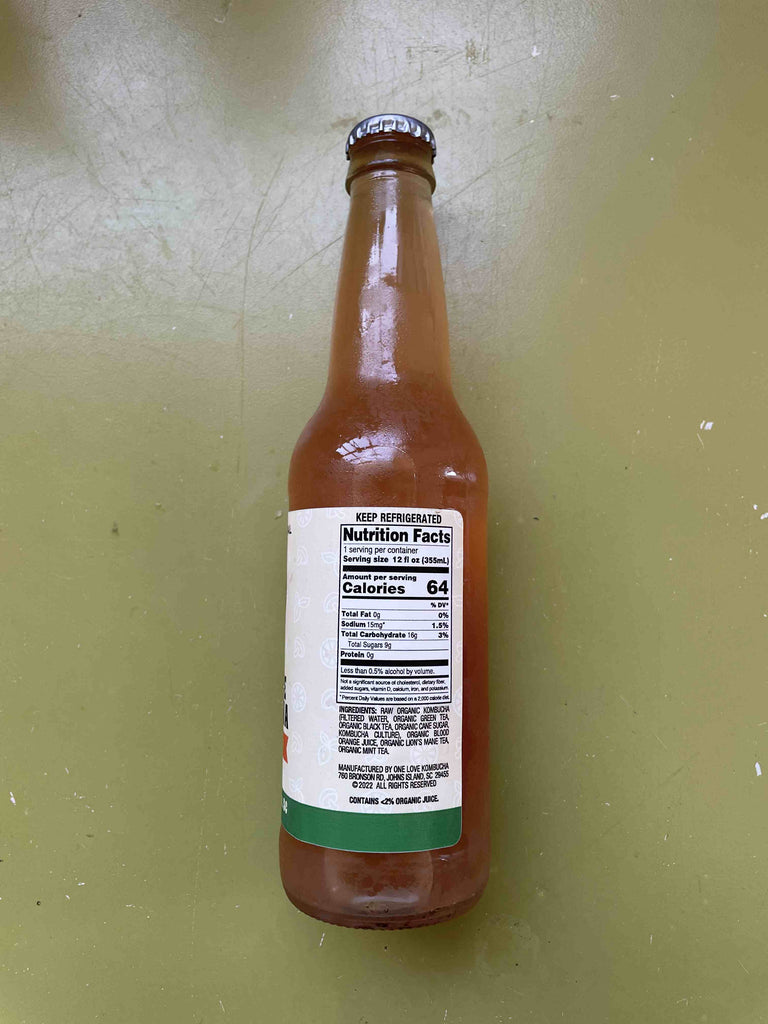 KEEP REFRIGERATED
Nutrition Facts
1 serving per container
Serving size 12 fl oz (355mL)
Amount per serving
Calories 64
% DV*
Total Fat 0g 0%
Sodium 15mg* 1.5%
Total Carbohydrate 16g 3%
Total Sugars 9g
Protein 0g
Less than 0.5% alcohol by volume.
Not a significant source of cholesterol, dietary fiber,
added sugars, vitamin D, calcium, iron, and potassium.
*Percent Daily Values are based on a 2,000 calorie diet.
INGREDIENTS: RAW ORGANIC KOMBUCHA
(FILTERED WATER, ORGANIC GREEN TEA,
ORGANIC BLACK TEA, ORGANIC CANE SUGAR,
KOMBUCHA CULTURE), ORGANIC BLOOD
ORANGE JUICE, ORGANIC LION'S MANE TEA,
ORGANIC MINT TEA.
MANUFACTURED BY ONE LOVE KOMBUCHA
760 BRONSON RD, JOHNS ISLAND, SC 29455
©2022 ALL RIGHTS RESERVED
CONTAINS <2% ORGANIC JUICE.